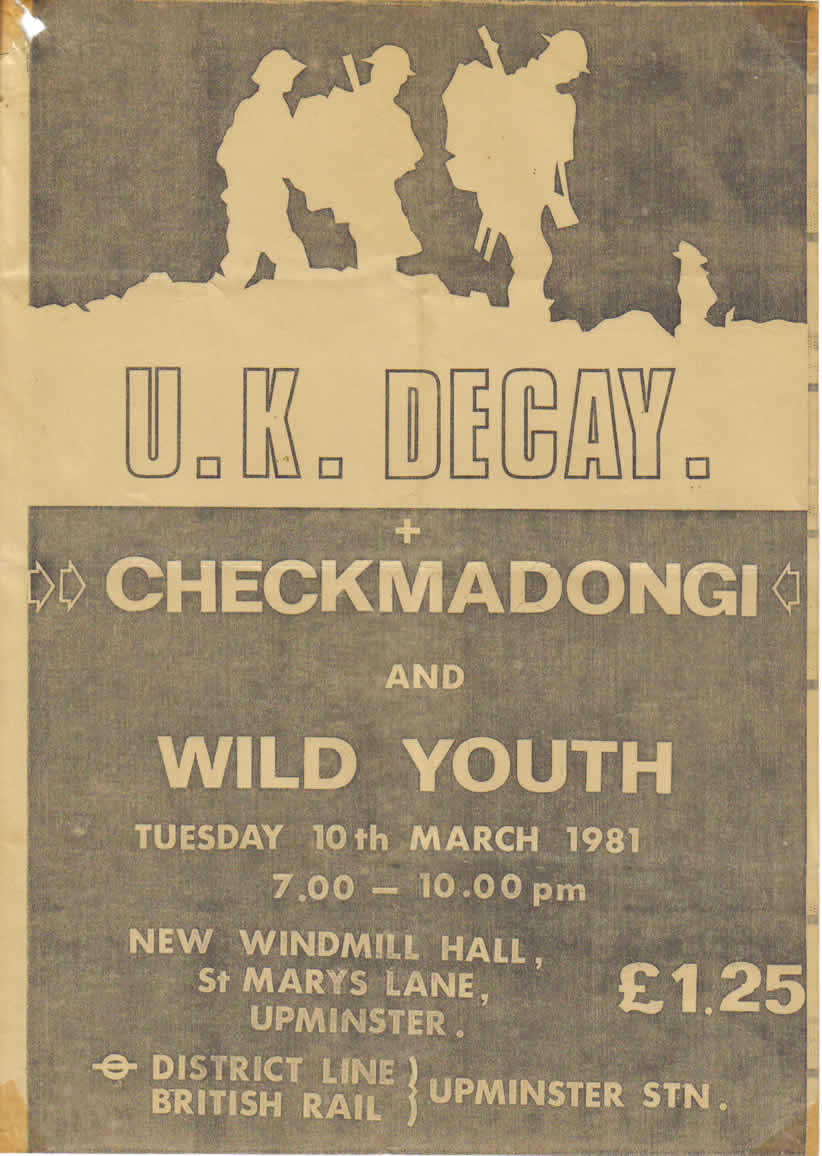 U.K. DECAY.
+
CHECKMADONGI
AND
WILD YOUTH
TUESDAY 10th MARCH 1981
7.00 — 10.00 pm
NEW WINDMILL HALL,
St MARYS LANE,
UPMINSTER.
£1.25
DISTRICT LINE }
BRITISH RAIL } UPMINSTER STN.